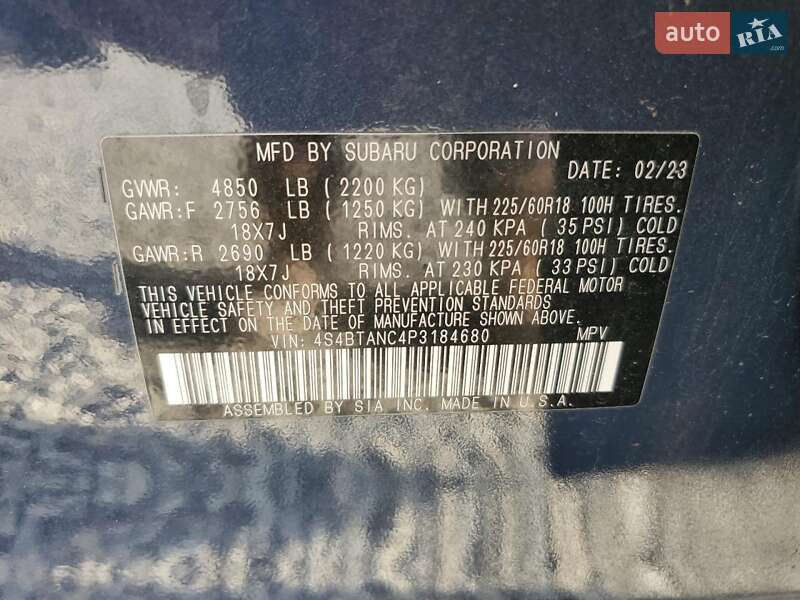 auto RIA.com
MFD BY SUBARU CORPORATION DATE: 02/23
GVWR: 4850 LB ( 2200 KG)
GAWR:F 2756 LB ( 1250 KG) WITH 225/60R18 100H TIRES.
18X7J RIMS. AT 240 KPA ( 35 PSI) COLD
GAWR:R 2690 LB ( 1220 KG) WITH 225/60R18 100H TIRES.
18X7J RIMS. AT 230 KPA ( 33 PSI) COLD
THIS VEHICLE CONFORMS TO ALL APPLICABLE FEDERAL MOTOR
VEHICLE SAFETY AND THEFT PREVENTION STANDARDS
IN EFFECT ON THE DATE OF MANUFACTURE SHOWN ABOVE.
VIN: 4S4BTANC4P3184680 MPV
ASSEMBLED BY SIA INC. MADE IN U.S.A.